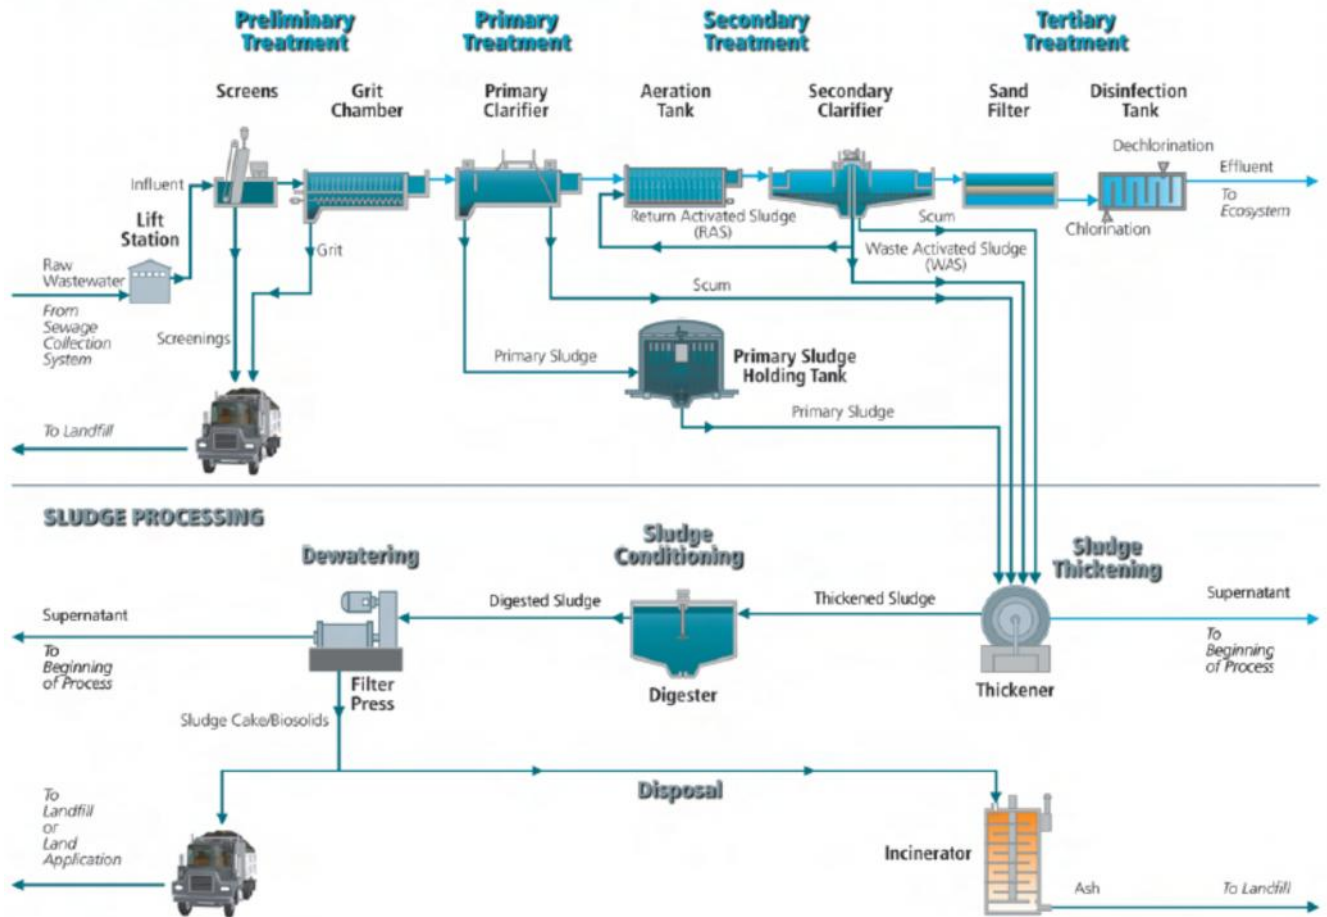 Preliminary
Treatment
Primary
Treatment
Secondary
Treatment
Tertiary
Treatment
Screens
Grit
Chamber
Primary
Clarifier
Aeration
Tank
Secondary
Clarifier
Sand
Filter
Disinfection
Tank
Dechlorination
Influent
Effluent
To
Ecosystem
Lift
Station
Grit
Return Activated Sludge
(RAS)
Scum
Chlorination
Waste Activated Sludge
(WAS)
Raw
Wastewater
From
Sewage
Collection
System
Scum
Screenings
Primary Sludge
Primary Sludge
Holding Tank
Primary Sludge
To Landfill
SLUDGE PROCESSING
Dewatering
Sludge
Conditioning
Sludge
Thickening
Supernatant
To
Beginning
of Process
Digested Sludge
Thickened Sludge
Supernatant
To
Beginning
of Process
Filter
Press
Digester
Thickener
Sludge Cake/Biosolids
Disposal
To
Landfill
or
Land
Application
Incinerator
Ash
To Landfill